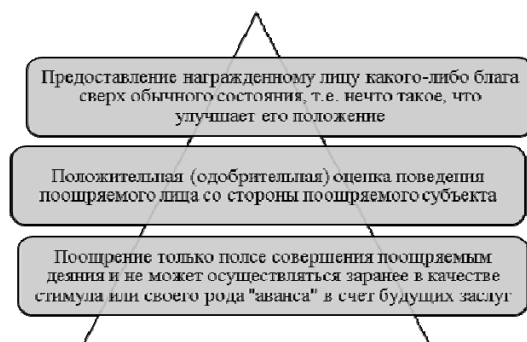 Предоставление награжденному лицу какого-либо блага
сверх обычного состояния, т.е. нечто такое, что
улучшает его положение
Положительная (одобрительная) оценка поведения
поощряемого лица со стороны поощряемого субъекта
Поощрение только полсе совершения поощряемым
деяния и не может осуществляться заранее в качестве
стимула или своего рода "аванса" в счет будущих заслуг